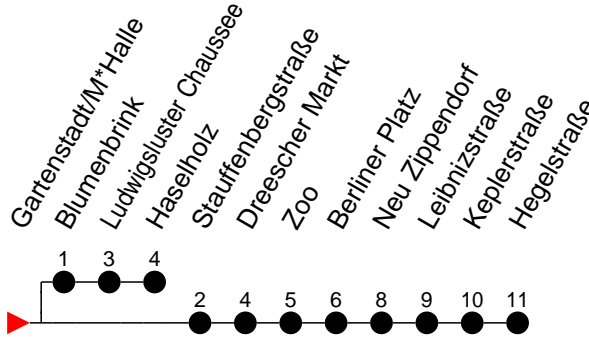 Gartenstadt/M*Halle
Blumenbrink
Ludwigsluster Chaussee
Haselholz
Stauffenbergstraße
Dreescher Markt
Zoo
Berliner Platz
Neu Zippendorf
Leibnizstraße
Keplerstraße
Hegelstraße
1 3 4
2 4 5 6 8 9 10 11